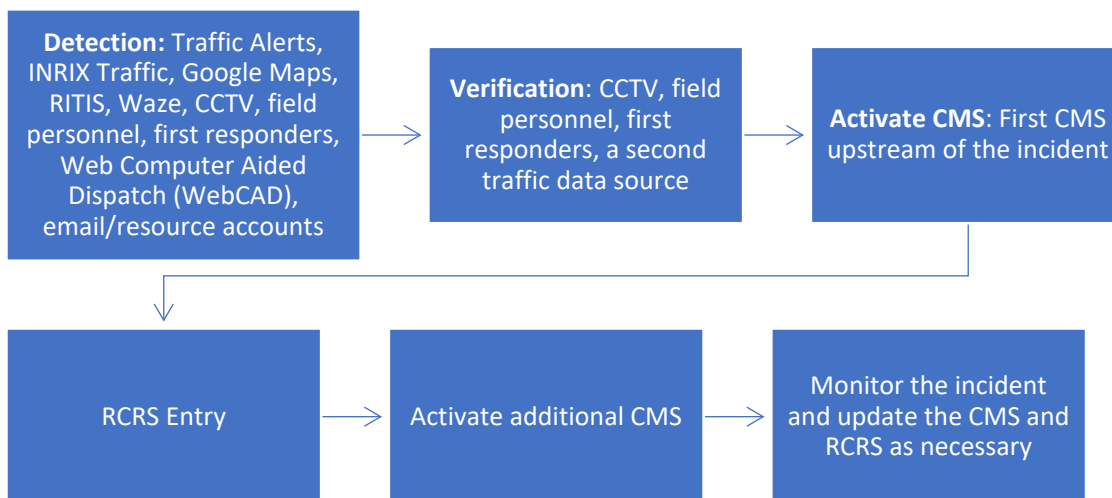 Detection: Traffic Alerts,
INRIX Traffic, Google Maps,
RITIS, Waze, CCTV, field
personnel, first responders,
Web Computer Aided
Dispatch (WebCAD),
email/resource accounts
Verification: CCTV, field
personnel, first
responders, a second
traffic data source
Activate CMS: First CMS
upstream of the incident
RCRS Entry
Activate additional CMS
Monitor the incident
and update the CMS and
RCRS as necessary